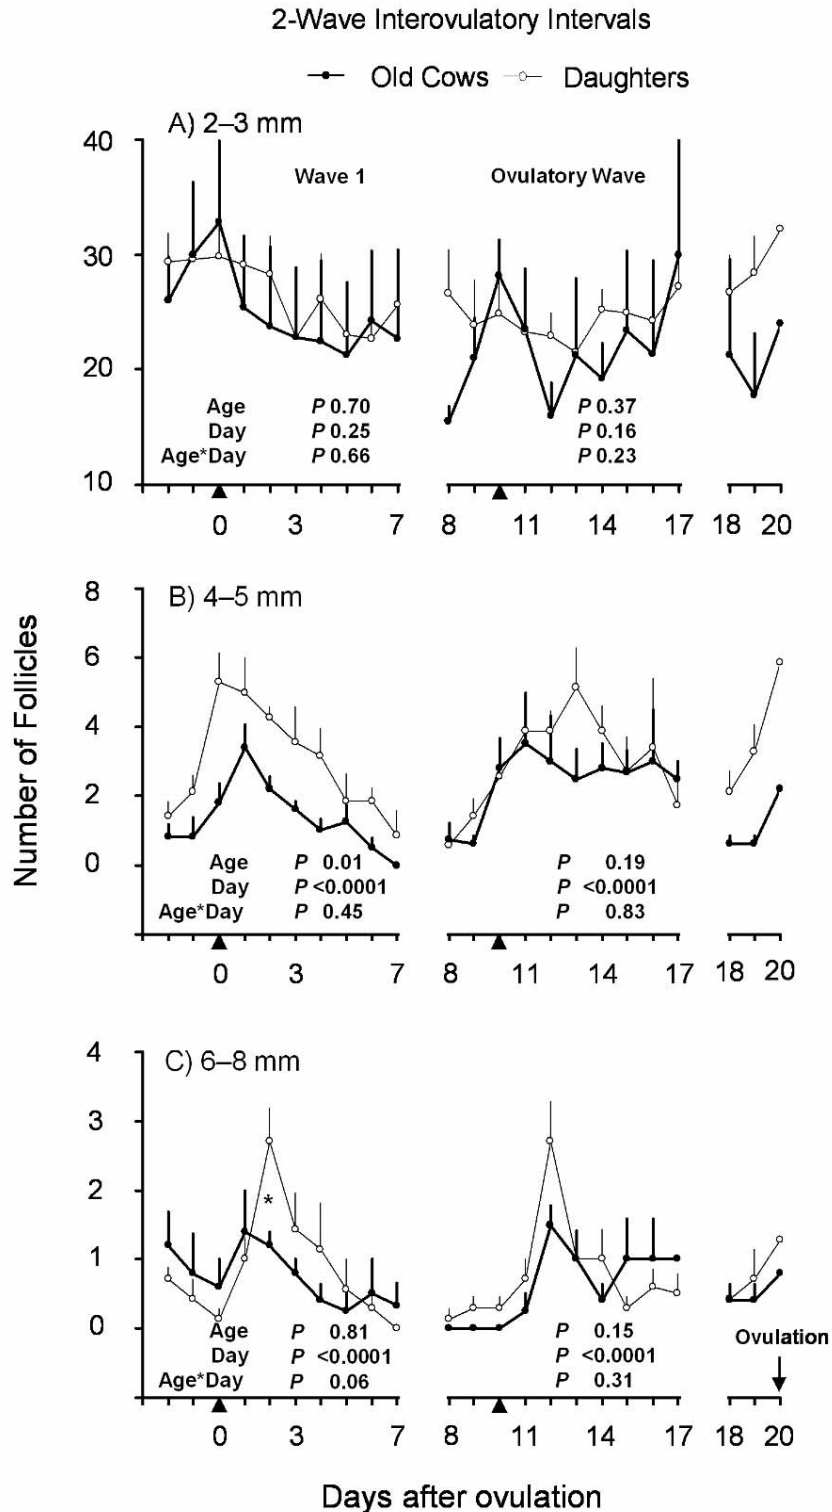 2-Wave Interovulatory Intervals
Old Cows Daughters
A) 2–3 mm
Wave 1 Ovulatory Wave
40
30
20
10
Age P 0.70 P 0.37
Day P 0.25 P 0.16
Age*Day P 0.66 P 0.23
0 3 7 8 11 14 17 18 20
B) 4–5 mm
8
6
4
2
0
Age P 0.01 P 0.19
Day P <0.0001 P <0.0001
Age*Day P 0.45 P 0.83
0 3 7 8 11 14 17 18 20
Number of Follicles
C) 6–8 mm
4
3
2
*
1
0
Age P 0.81 P 0.15
Day P <0.0001 P <0.0001
Age*Day P 0.06 P 0.31
Ovulation
0 3 7 8 11 14 17 18 20
Days after ovulation